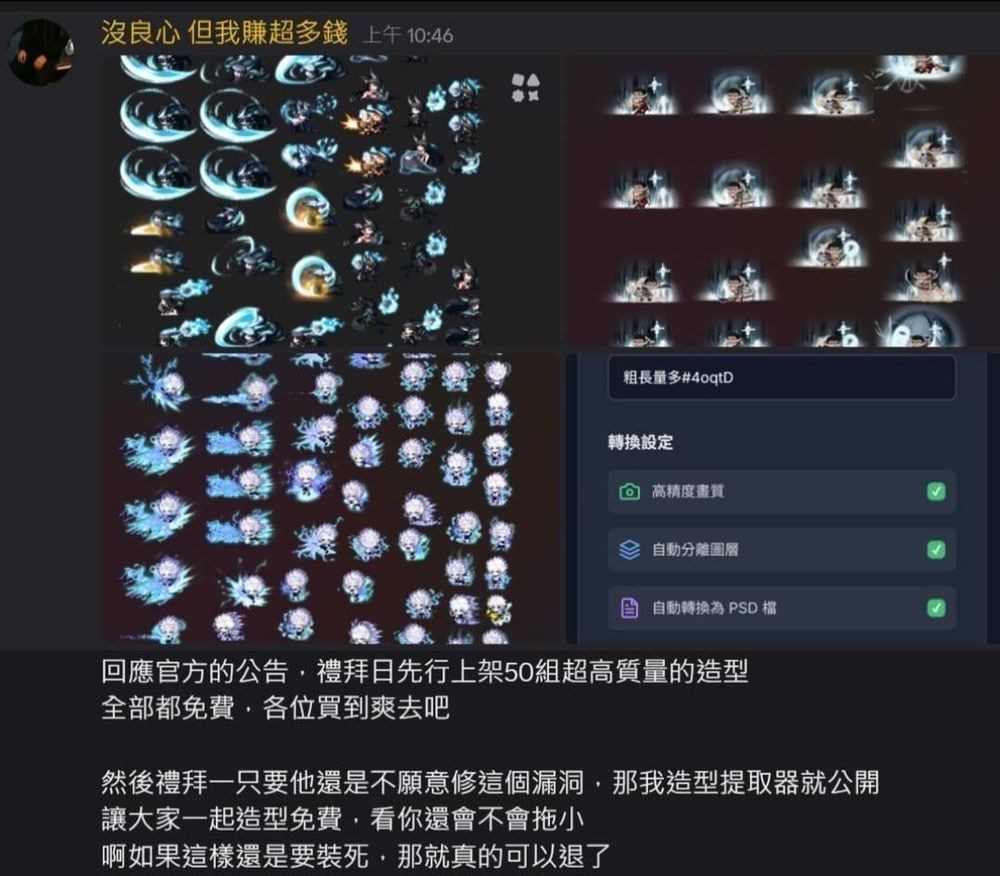 沒良心 但我賺超多錢 上午 10:46
粗長量多#4oqtD
轉換設定
高精度畫質
自動分離圖層
自動轉換為 PSD 檔
回應官方的公告，禮拜日先行上架50組超高質量的造型
全部都免費，各位買到爽去吧
然後禮拜一只要他還是不願意修這個漏洞，那我造型提取器就公開
讓大家一起造型免費，看你還會不會拖小
啊如果這樣還是要裝死，那就真的可以退了